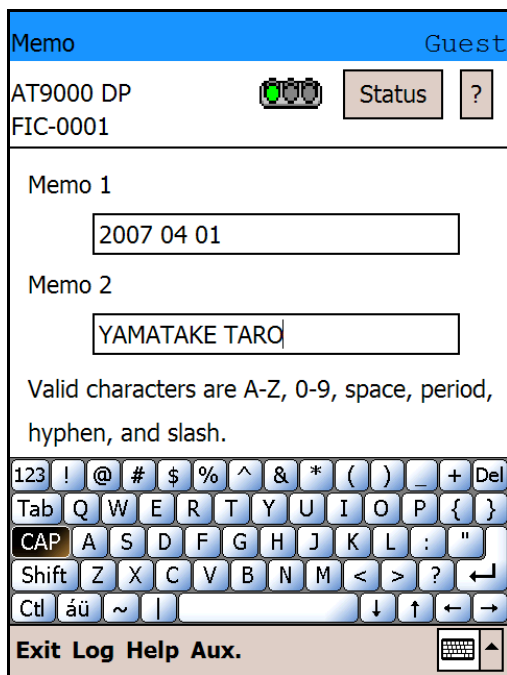 Memo Guest
AT9000 DP Status ?
FIC-0001
Memo 1
2007 04 01
Memo 2
YAMATAKE TARO
Valid characters are A-Z, 0-9, space, period,
hyphen, and slash.
123 ! @ # $ % ^ & * ( ) _ + Del
Tab Q W E R T Y U I O P { }
CAP A S D F G H J K L : "
Shift Z X C V B N M < > ? ↵
Ctl áü ~ | ↓ ↑ ← →
Exit Log Help Aux.